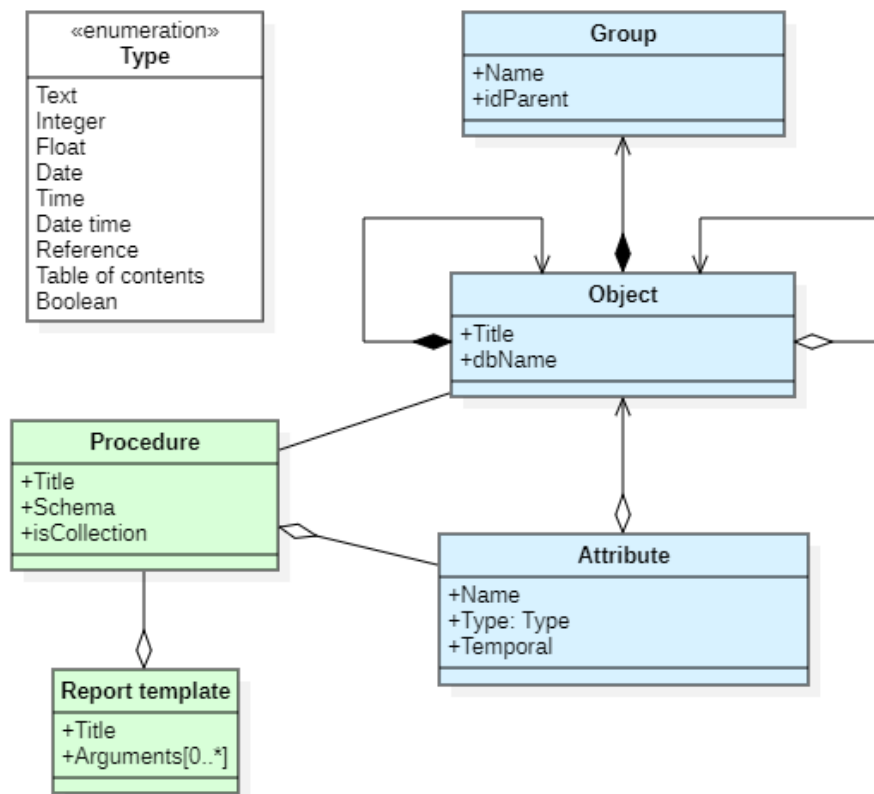 «enumeration»
Type
Text
Integer
Float
Date
Time
Date time
Reference
Table of contents
Boolean
Group
+Name
+idParent
Object
+Title
+dbName
Procedure
+Title
+Schema
+isCollection
Attribute
+Name
+Type: Type
+Temporal
Report template
+Title
+Arguments[0..*]